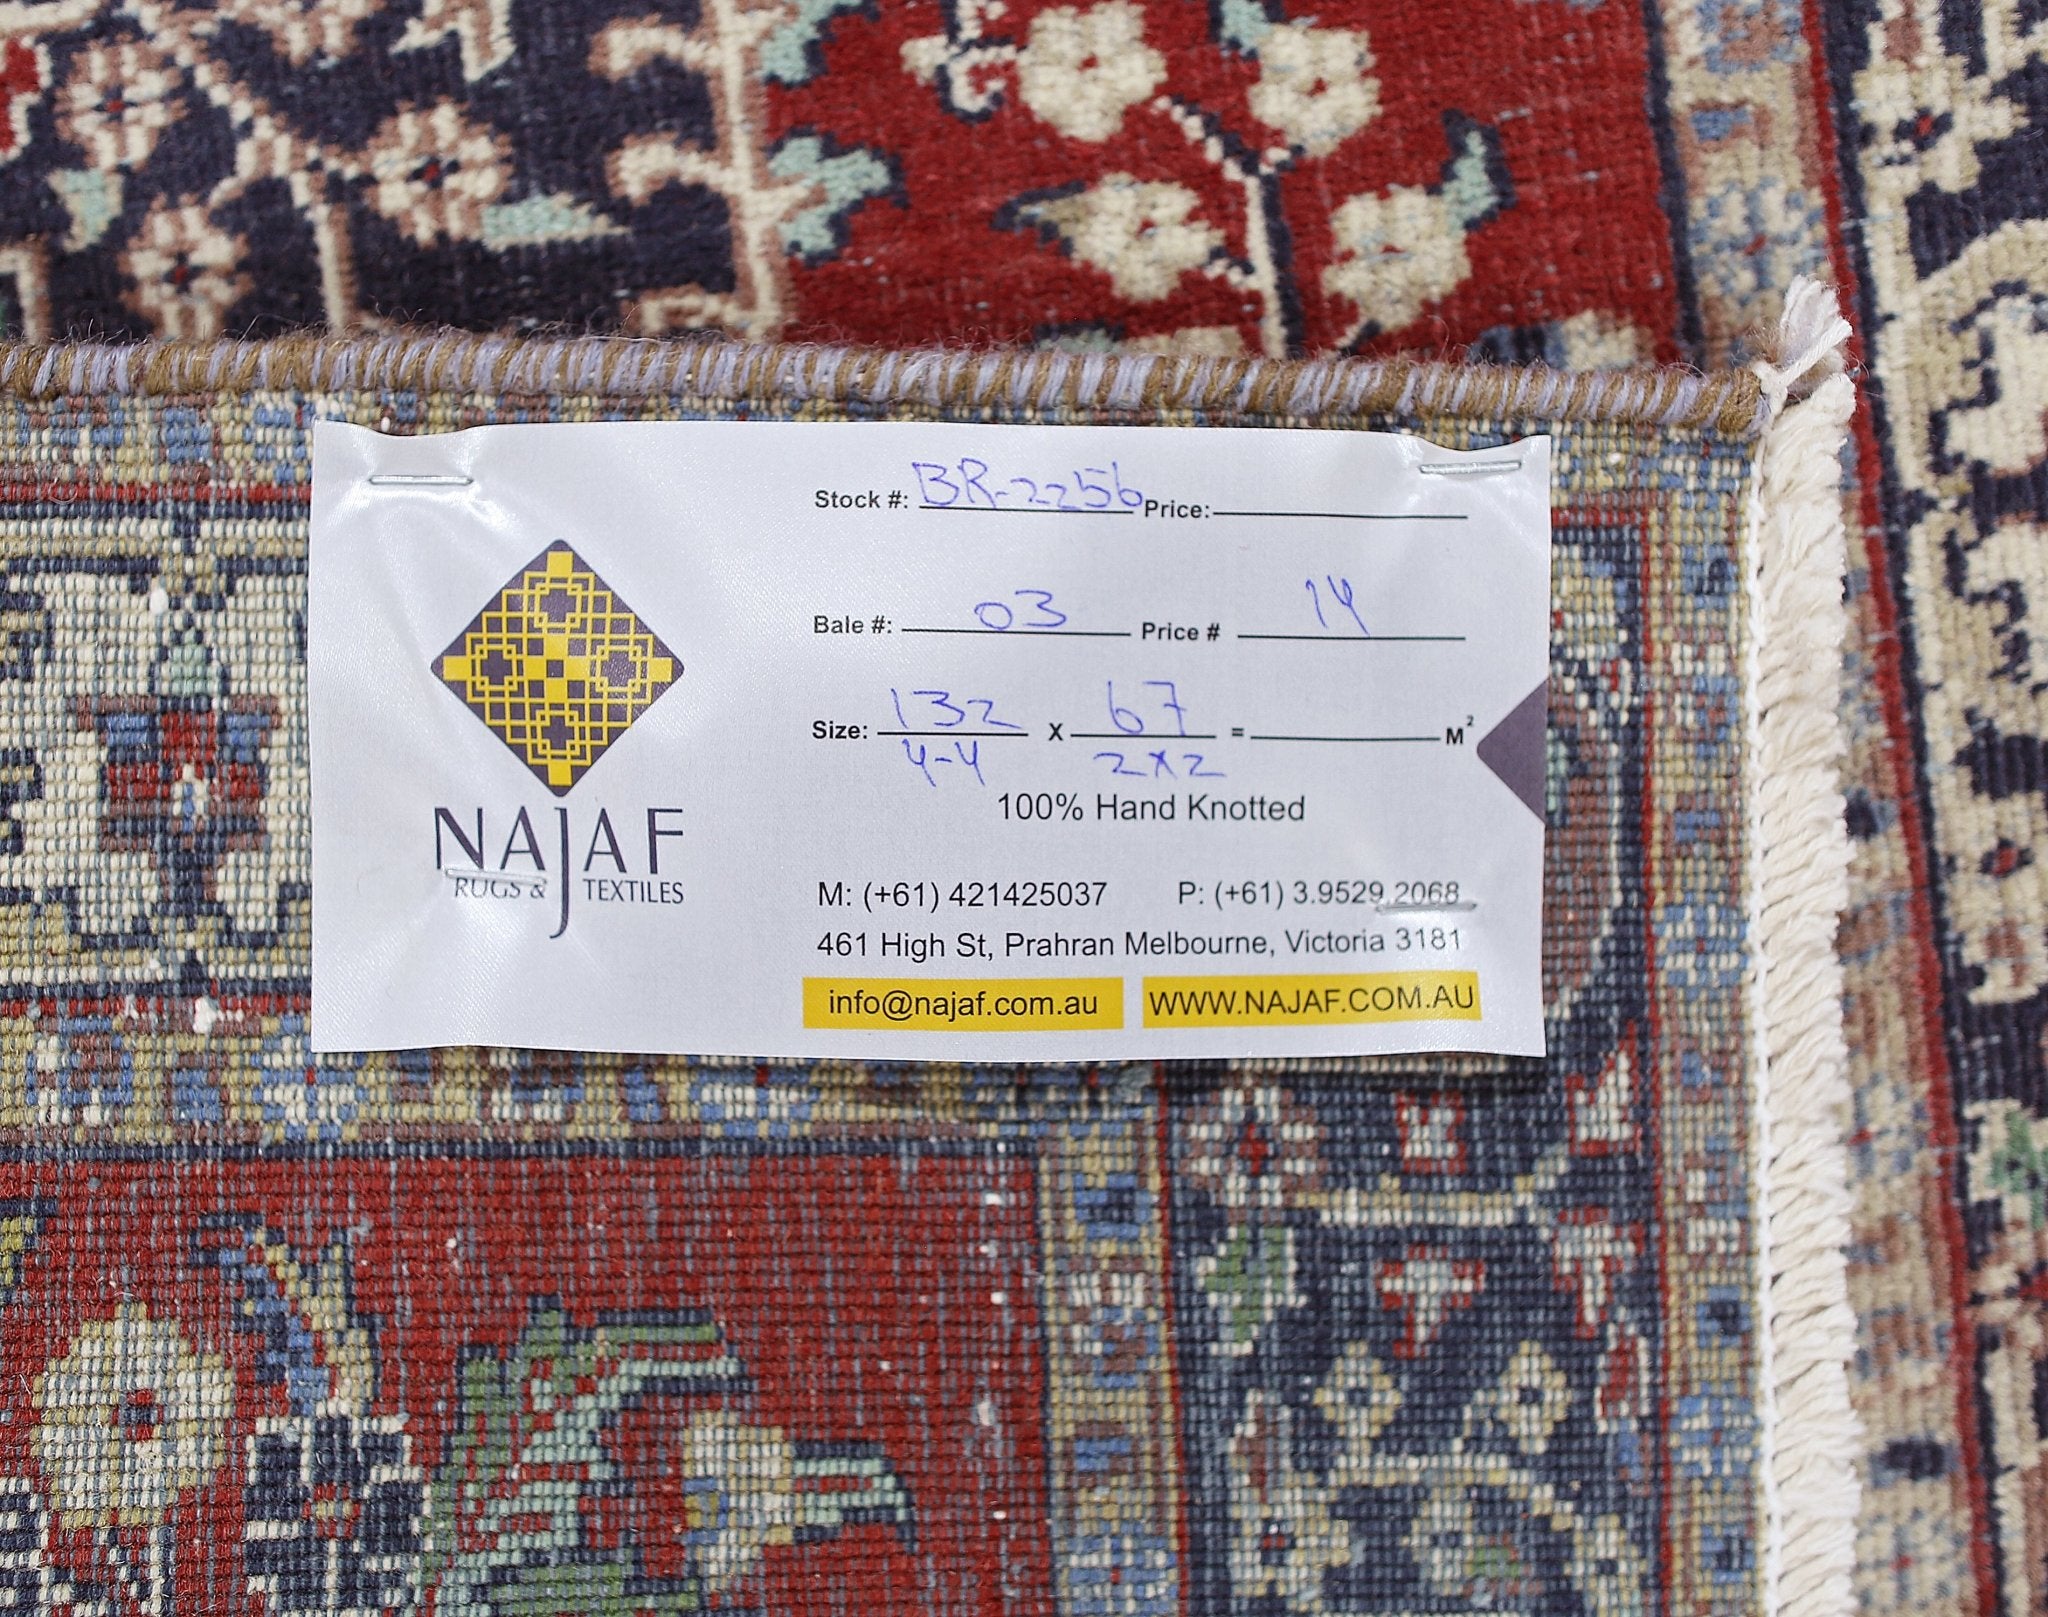 NAJAF
RUGS & TEXTILES
Stock #: BR-2256 Price:
Bale #: 03 Price # 14
Size: 132 x 67 = M²
4-4 2x2
100% Hand Knotted
M: (+61) 421425037 P: (+61) 3.9529.2068
461 High St, Prahran Melbourne, Victoria 3181
info@najaf.com.au WWW.NAJAF.COM.AU